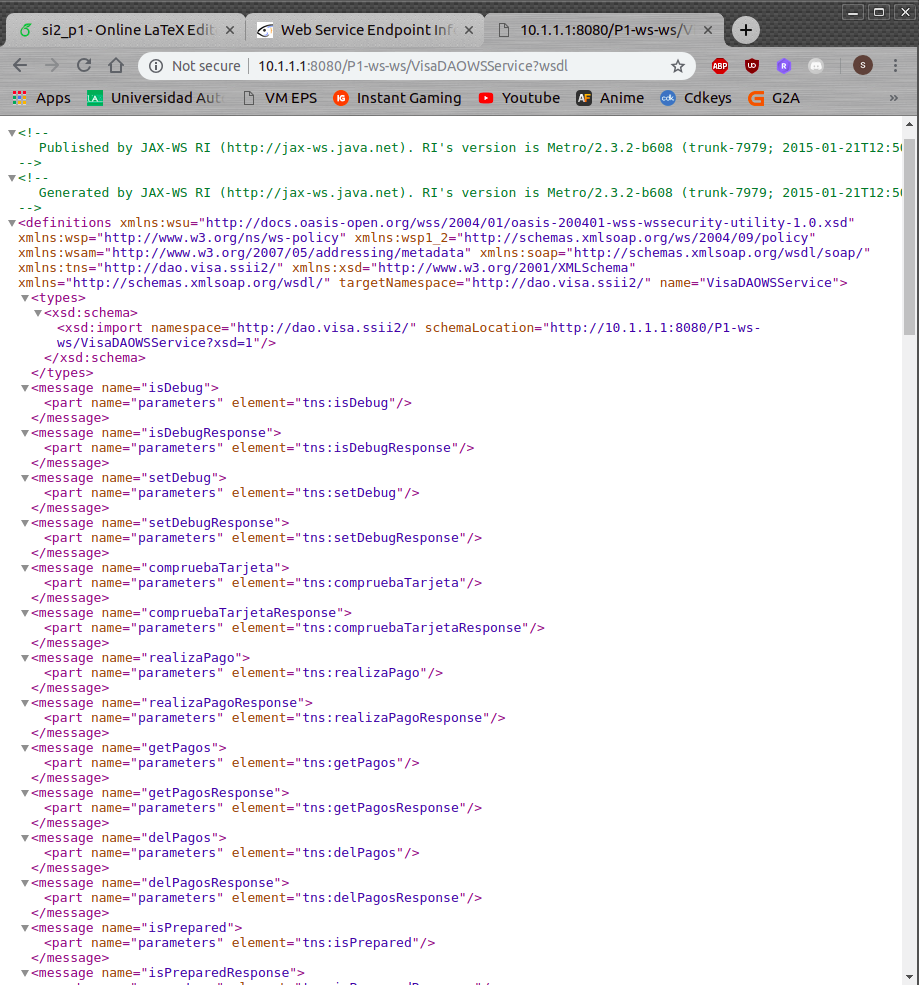 si2_p1 - Online LaTeX Edit
Web Service Endpoint Inf
10.1.1.1:8080/P1-ws-ws/V
Not secure 10.1.1.1:8080/P1-ws-ws/VisaDAOWSService?wsdl
ABP UD R S
Apps Universidad Aut VM EPS IG Instant Gaming Youtube AF Anime cdk Cdkeys G2A »
<!--
Published by JAX-WS RI (http://jax-ws.java.net). RI's version is Metro/2.3.2-b608 (trunk-7979; 2015-01-21T12:50
-->
<!--
Generated by JAX-WS RI (http://jax-ws.java.net). RI's version is Metro/2.3.2-b608 (trunk-7979; 2015-01-21T12:50
-->
<definitions xmlns:wsu="http://docs.oasis-open.org/wss/2004/01/oasis-200401-wss-wssecurity-utility-1.0.xsd"
xmlns:wsp="http://www.w3.org/ns/ws-policy" xmlns:wsp1_2="http://schemas.xmlsoap.org/ws/2004/09/policy"
xmlns:wsam="http://www.w3.org/2007/05/addressing/metadata" xmlns:soap="http://schemas.xmlsoap.org/wsdl/soap/"
xmlns:tns="http://dao.visa.ssii2/" xmlns:xsd="http://www.w3.org/2001/XMLSchema"
xmlns="http://schemas.xmlsoap.org/wsdl/" targetNamespace="http://dao.visa.ssii2/" name="VisaDAOWSService">
<types>
<xsd:schema>
<xsd:import namespace="http://dao.visa.ssii2/" schemaLocation="http://10.1.1.1:8080/P1-ws-
ws/VisaDAOWSService?xsd=1"/>
</xsd:schema>
</types>
<message name="isDebug">
<part name="parameters" element="tns:isDebug"/>
</message>
<message name="isDebugResponse">
<part name="parameters" element="tns:isDebugResponse"/>
</message>
<message name="setDebug">
<part name="parameters" element="tns:setDebug"/>
</message>
<message name="setDebugResponse">
<part name="parameters" element="tns:setDebugResponse"/>
</message>
<message name="compruebaTarjeta">
<part name="parameters" element="tns:compruebaTarjeta"/>
</message>
<message name="compruebaTarjetaResponse">
<part name="parameters" element="tns:compruebaTarjetaResponse"/>
</message>
<message name="realizaPago">
<part name="parameters" element="tns:realizaPago"/>
</message>
<message name="realizaPagoResponse">
<part name="parameters" element="tns:realizaPagoResponse"/>
</message>
<message name="getPagos">
<part name="parameters" element="tns:getPagos"/>
</message>
<message name="getPagosResponse">
<part name="parameters" element="tns:getPagosResponse"/>
</message>
<message name="delPagos">
<part name="parameters" element="tns:delPagos"/>
</message>
<message name="delPagosResponse">
<part name="parameters" element="tns:delPagosResponse"/>
</message>
<message name="isPrepared">
<part name="parameters" element="tns:isPrepared"/>
</message>
<message name="isPreparedResponse">